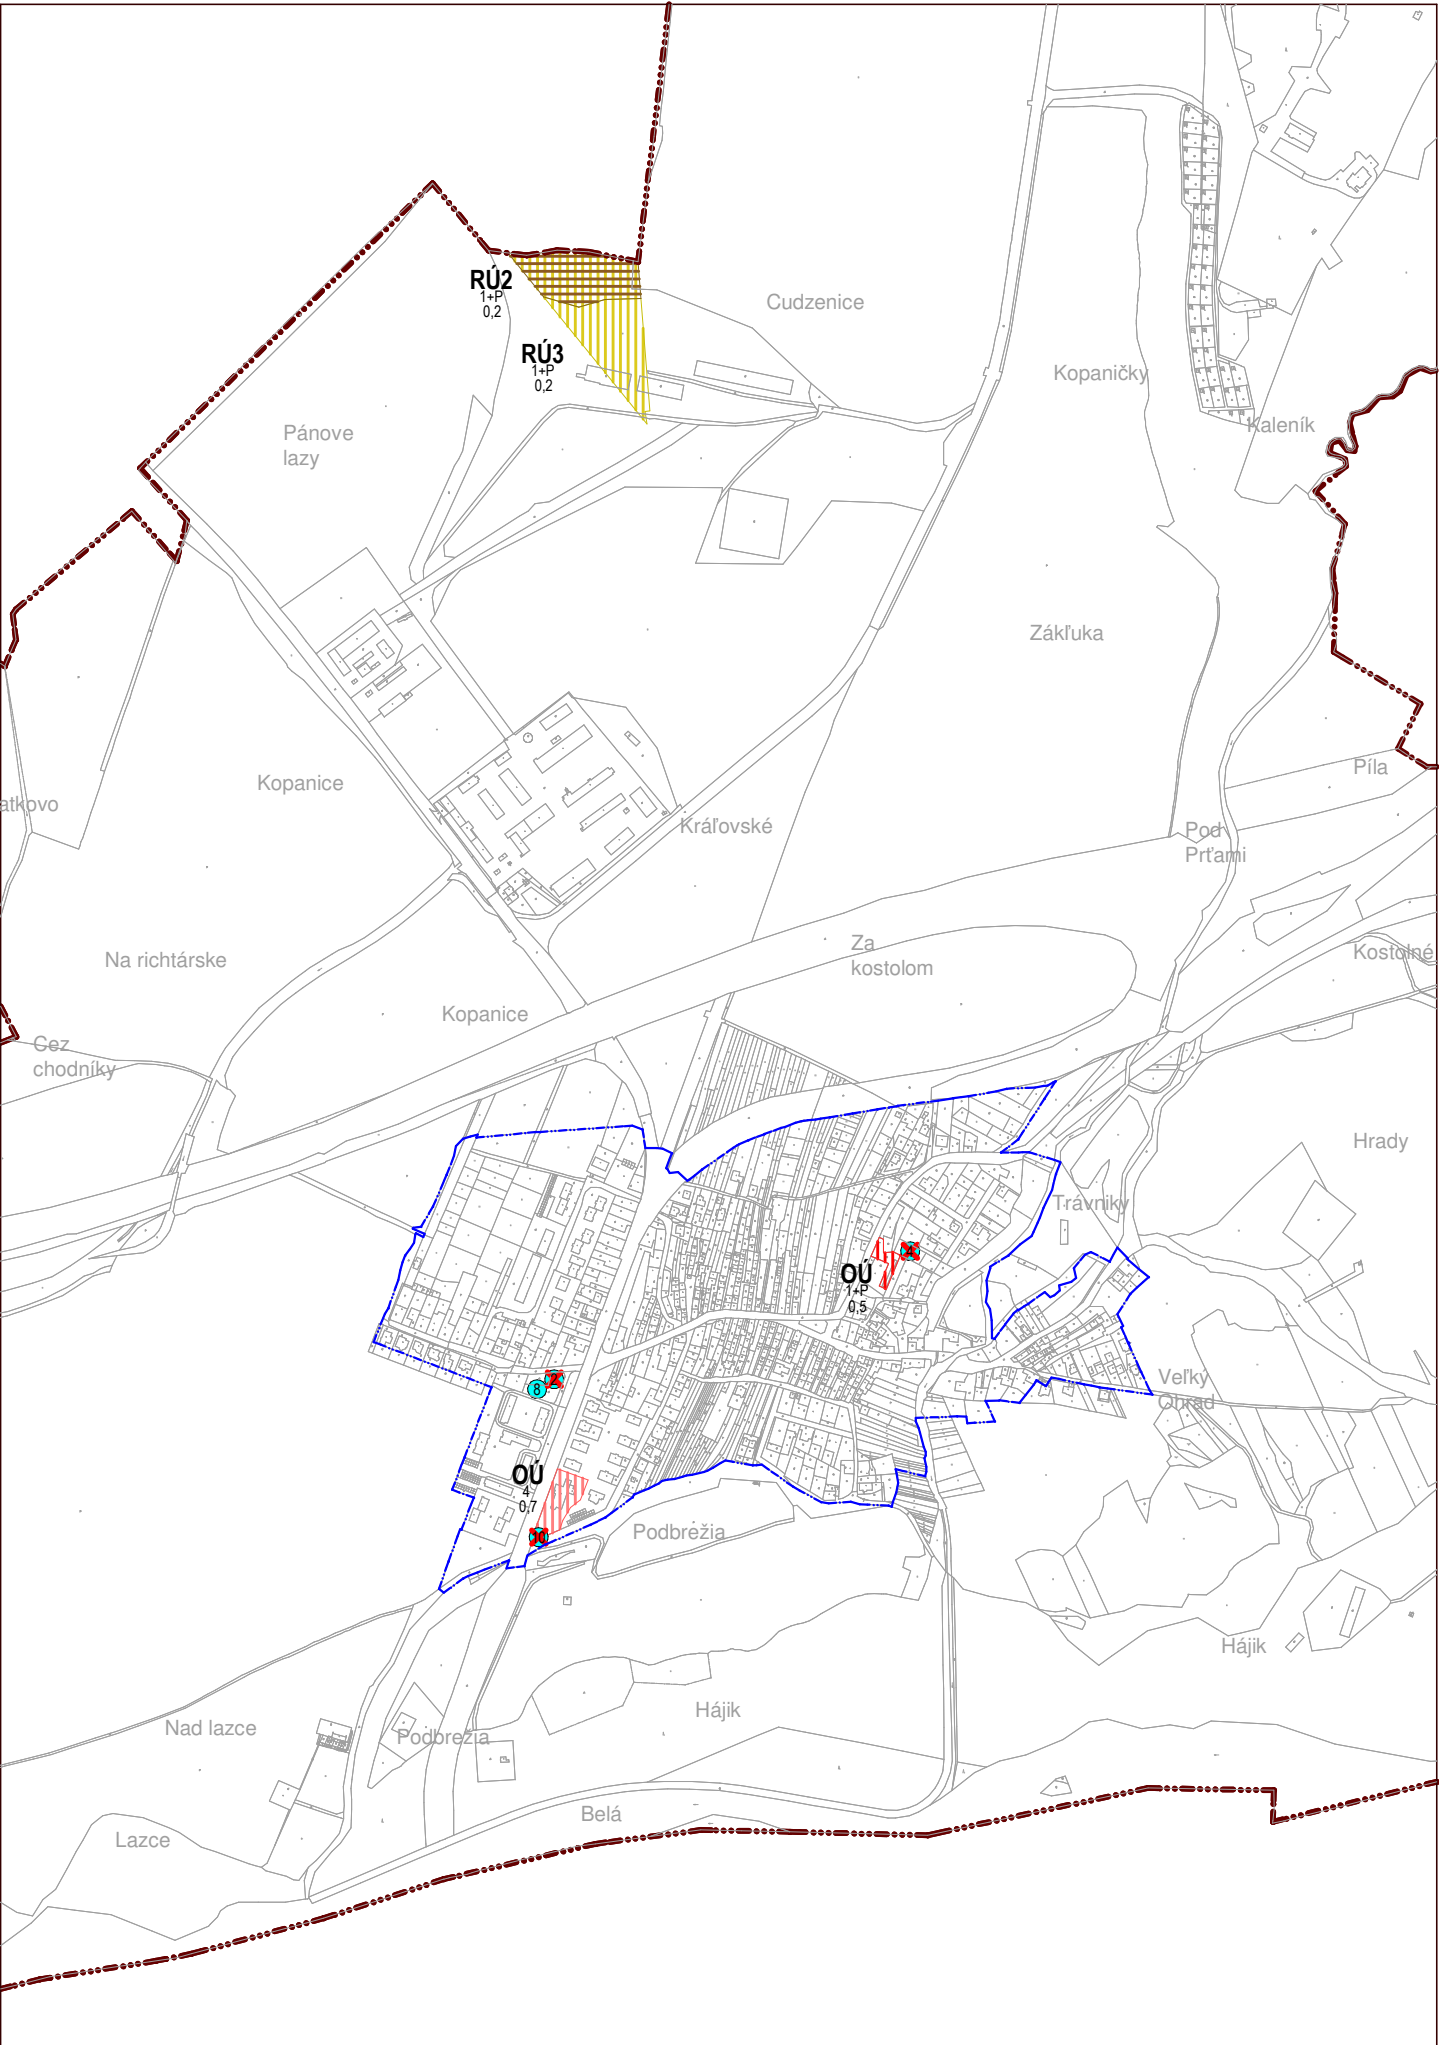 RÚ2
1+P
0,2
Cudzenice
RÚ3
1+P
0,2
Kopaničky
Kaleník
Pánove
lazy
Zákľuka
Píla
Kopanice
atkovo
Kráľovské
Pod
Prťami
Za
kostolom
Kostolné
Na richtárske
Kopanice
Cez
chodníky
Hrady
Trávniky
OÚ
1+P
0,5
Veľký
Ohrad
2
8
OÚ
4
0,7
10
Podbrežia
Hájik
Hájik
Nad lazce
Podbrežia
Belá
Lazce